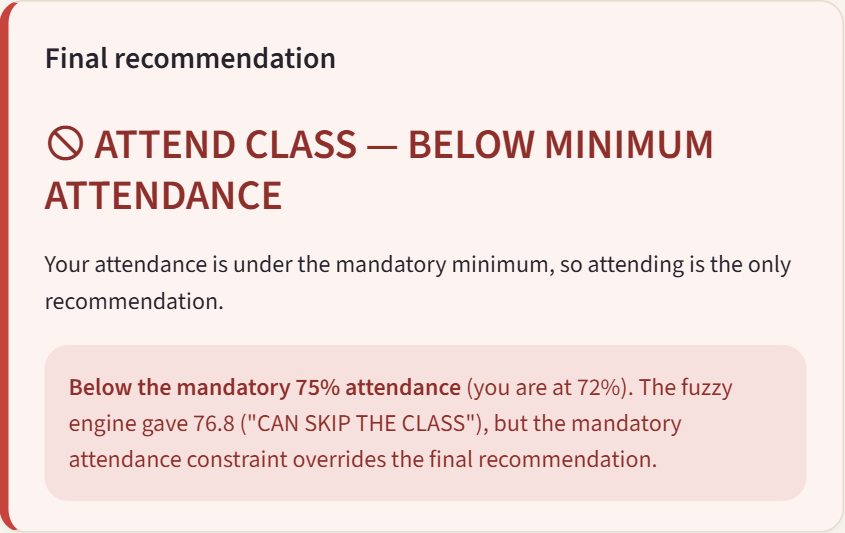 Final recommendation
🚫 ATTEND CLASS — BELOW MINIMUM
ATTENDANCE
Your attendance is under the mandatory minimum, so attending is the only
recommendation.
Below the mandatory 75% attendance (you are at 72%). The fuzzy
engine gave 76.8 ("CAN SKIP THE CLASS"), but the mandatory
attendance constraint overrides the final recommendation.